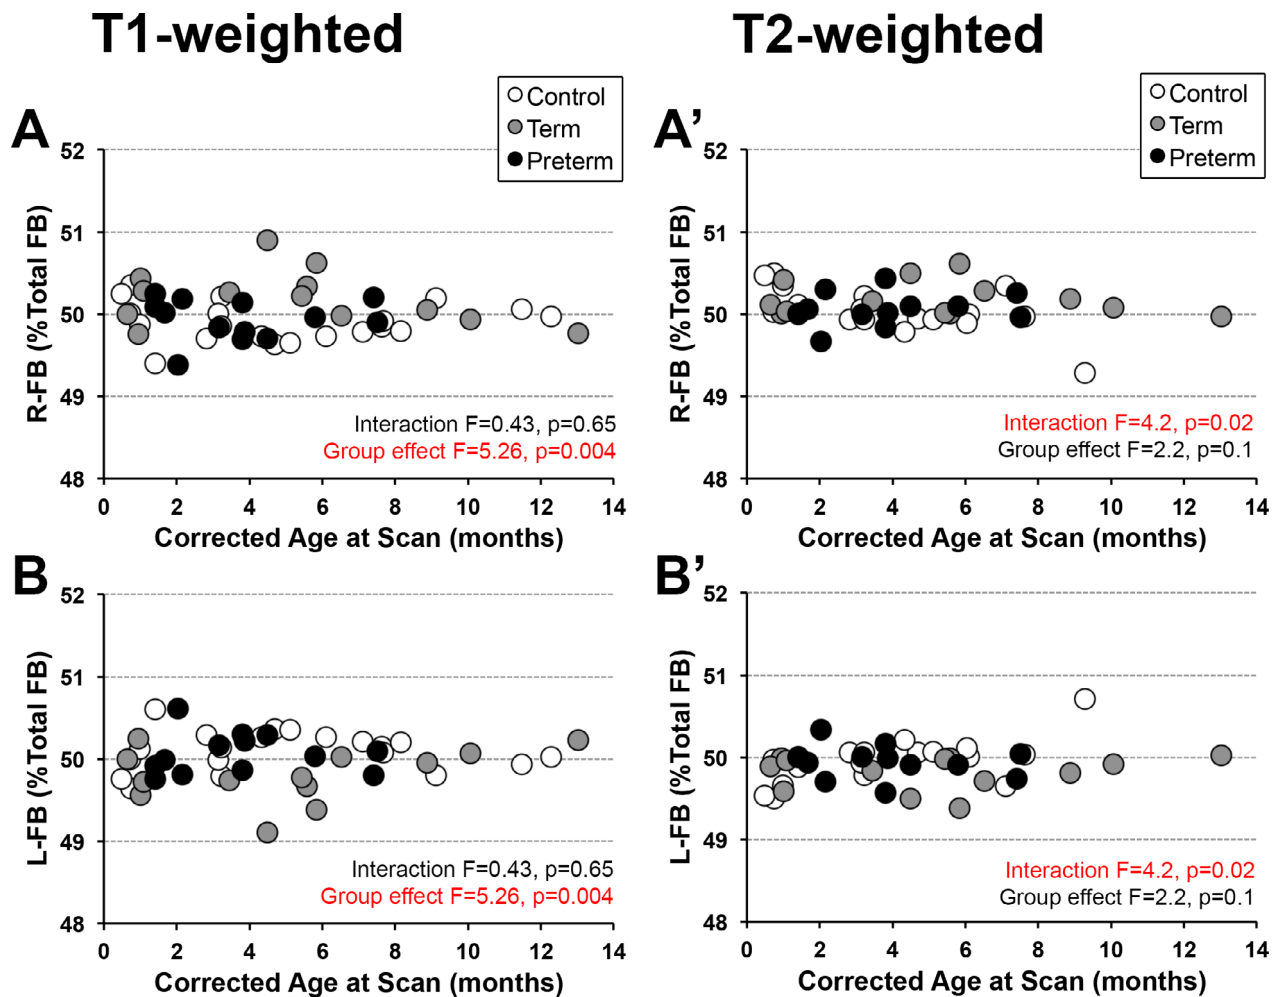 T1-weighted
T2-weighted
A
Control
Term
Preterm
52
51
50
49
48
R-FB (%Total FB)
Interaction F=0.43, p=0.65
Group effect F=5.26, p=0.004
0 2 4 6 8 10 12 14
Corrected Age at Scan (months)
A’
Control
Term
Preterm
52
51
50
49
48
R-FB (%Total FB)
Interaction F=4.2, p=0.02
Group effect F=2.2, p=0.1
0 2 4 6 8 10 12 14
Corrected Age at Scan (months)
B
52
51
50
49
48
L-FB (%Total FB)
Interaction F=0.43, p=0.65
Group effect F=5.26, p=0.004
0 2 4 6 8 10 12 14
Corrected Age at Scan (months)
B’
52
51
50
49
48
L-FB (%Total FB)
Interaction F=4.2, p=0.02
Group effect F=2.2, p=0.1
0 2 4 6 8 10 12 14
Corrected Age at Scan (months)